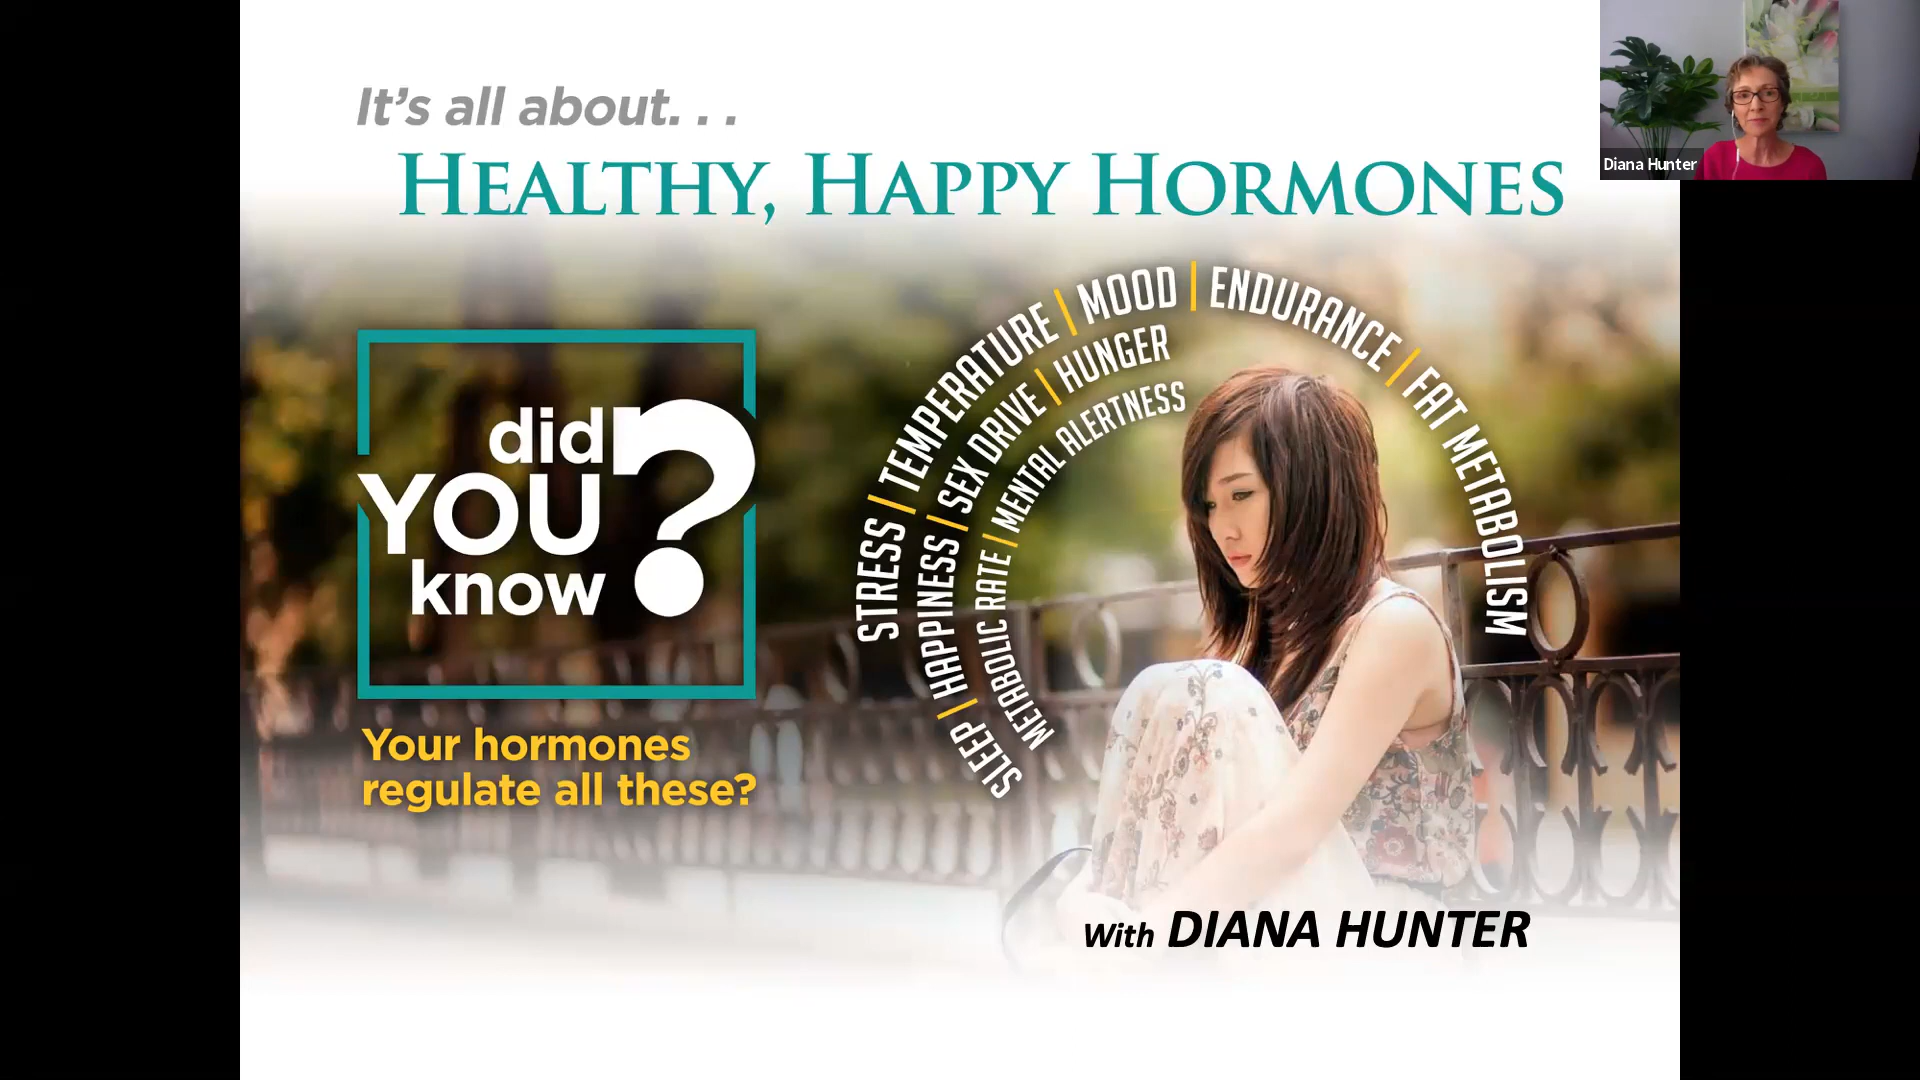 It's all about. . .
HEALTHY, HAPPY HORMONES
Diana Hunter
STRESS | TEMPERATURE | MOOD | ENDURANCE | FAT METABOLISM
SLEEP | HAPPINESS | SEX DRIVE | HUNGER
METABOLIC RATE | MENTAL ALERTNESS
did
YOU
know
?
Your hormones
regulate all these?
With DIANA HUNTER